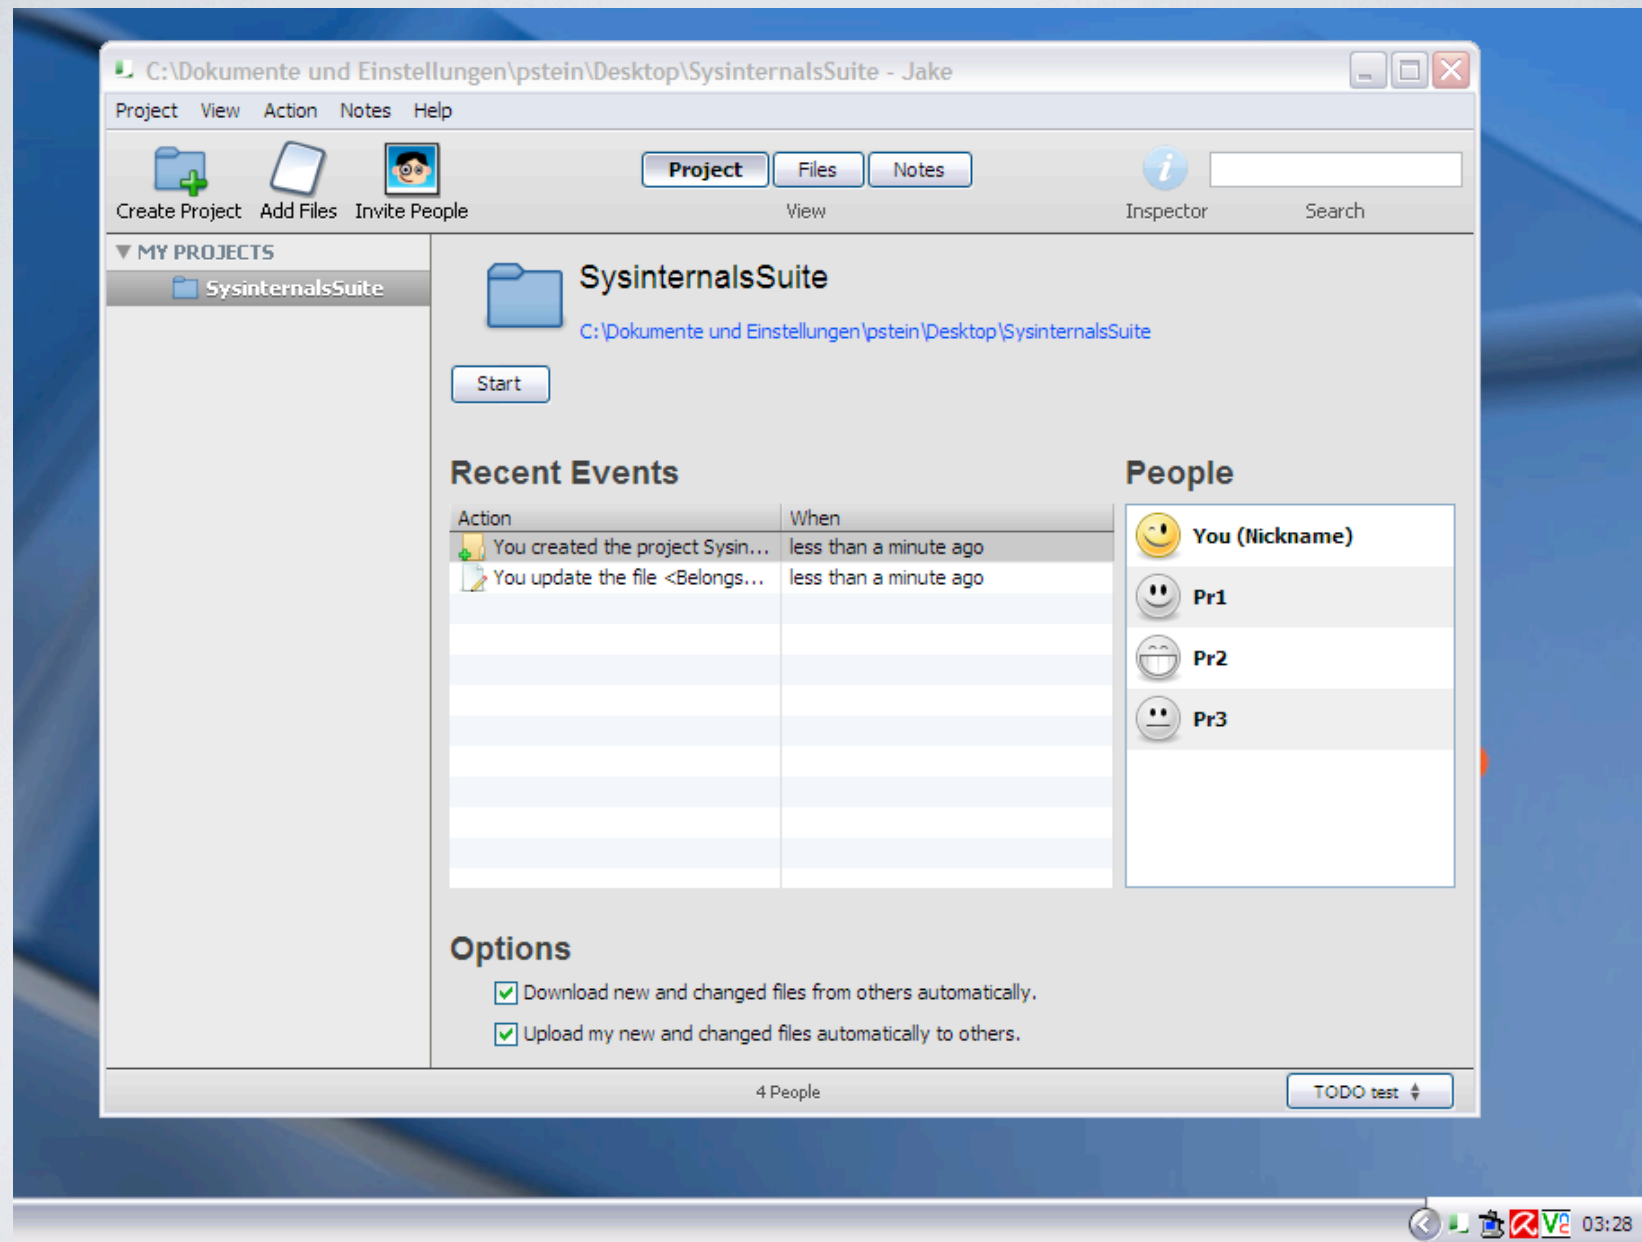 C:\Dokumente und Einstellungen\pstein\Desktop\SysinternalsSuite - Jake
Project View Action Notes Help
Create Project Add Files Invite People
Project Files Notes
View
Inspector Search
MY PROJECTS
SysinternalsSuite
SysinternalsSuite
C:\Dokumente und Einstellungen\pstein\Desktop\SysinternalsSuite
Start
Recent Events
Action When
You created the project Sysin... less than a minute ago
You update the file <Belongs... less than a minute ago
People
You (Nickname)
Pr1
Pr2
Pr3
Options
Download new and changed files from others automatically.
Upload my new and changed files automatically to others.
4 People
TODO test
03:28